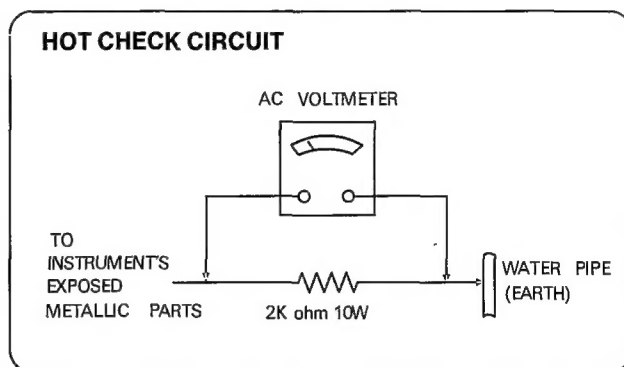 HOT CHECK CIRCUIT
AC VOLTMETER
TO
INSTRUMENT'S
EXPOSED
METALLIC PARTS
2K ohm 10W
WATER PIPE
(EARTH)